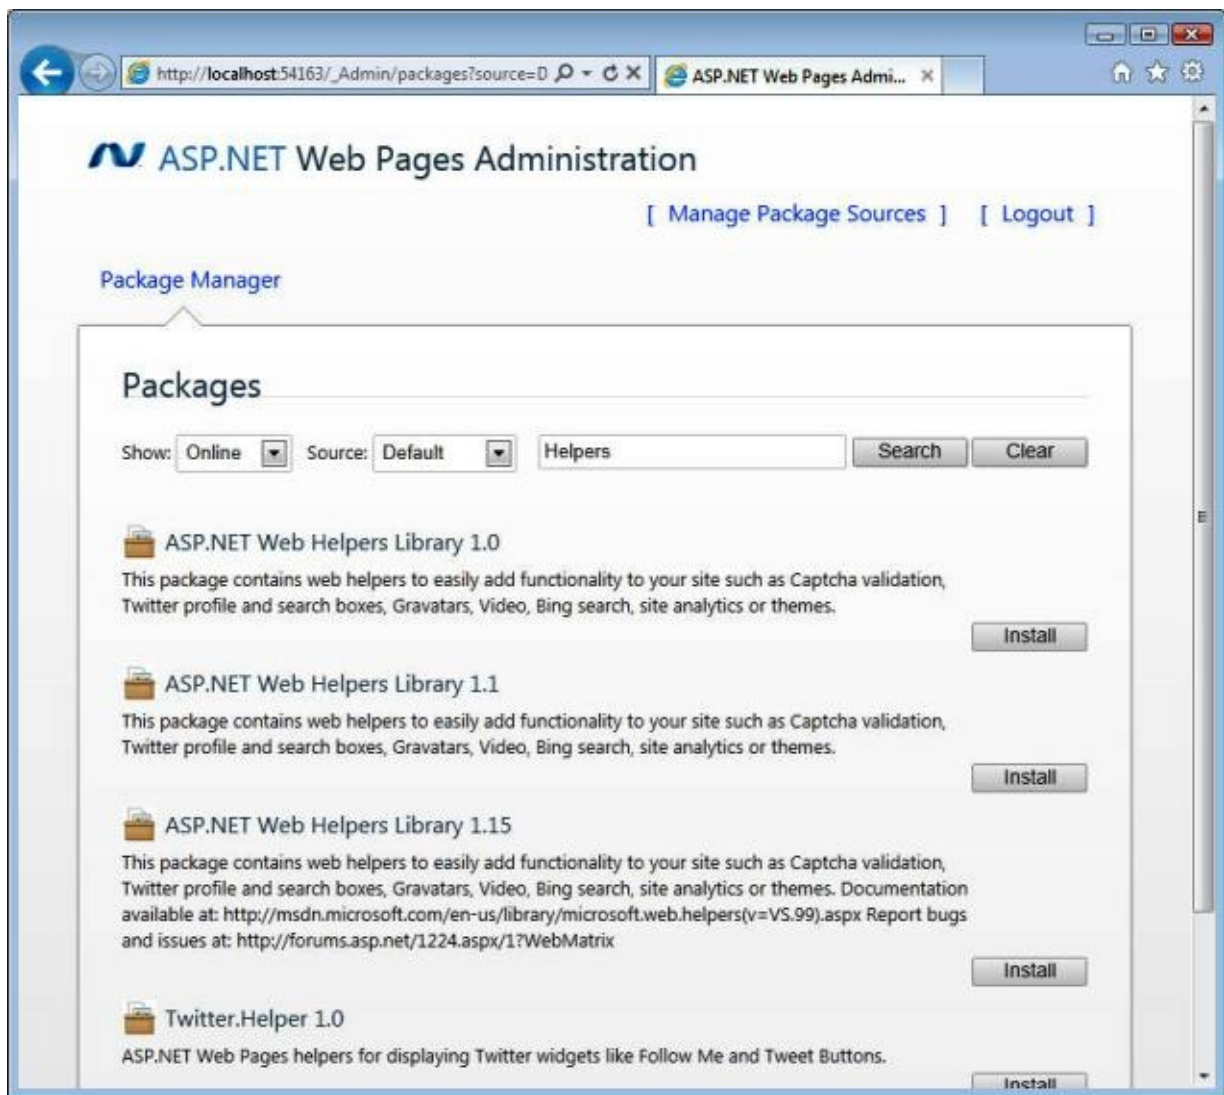 http://localhost:54163/_Admin/packages?source=D
ASP.NET Web Pages Admi...
ASP.NET Web Pages Administration
[ Manage Package Sources ] [ Logout ]
Package Manager
Packages
Show: Online Source: Default Helpers Search Clear
ASP.NET Web Helpers Library 1.0
This package contains web helpers to easily add functionality to your site such as Captcha validation,
Twitter profile and search boxes, Gravatars, Video, Bing search, site analytics or themes.
Install
ASP.NET Web Helpers Library 1.1
This package contains web helpers to easily add functionality to your site such as Captcha validation,
Twitter profile and search boxes, Gravatars, Video, Bing search, site analytics or themes.
Install
ASP.NET Web Helpers Library 1.15
This package contains web helpers to easily add functionality to your site such as Captcha validation,
Twitter profile and search boxes, Gravatars, Video, Bing search, site analytics or themes. Documentation
available at: http://msdn.microsoft.com/en-us/library/microsoft.web.helpers(v=VS.99).aspx Report bugs
and issues at: http://forums.asp.net/1224.aspx/1?WebMatrix
Install
Twitter.Helper 1.0
ASP.NET Web Pages helpers for displaying Twitter widgets like Follow Me and Tweet Buttons.
Install